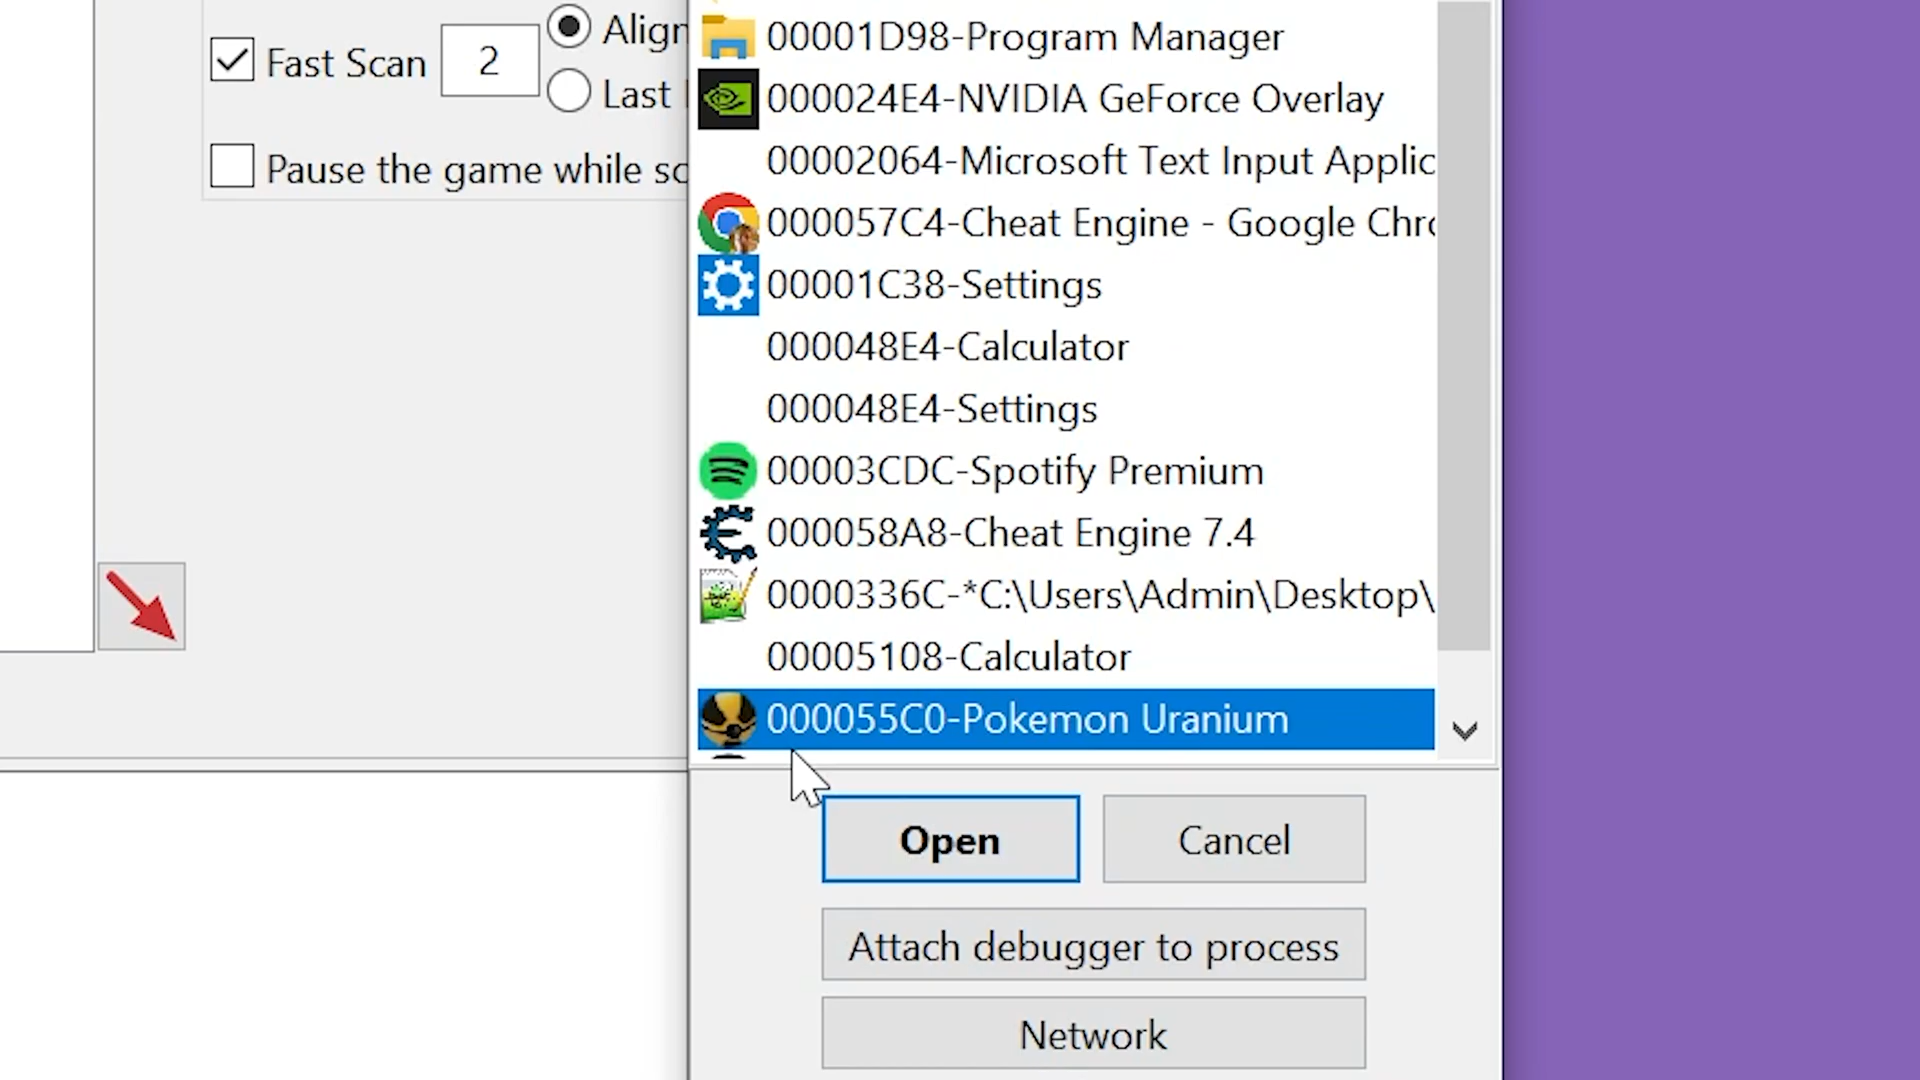 Fast Scan
2
Align
Last
Pause the game while sc
00001D98-Program Manager
000024E4-NVIDIA GeForce Overlay
00002064-Microsoft Text Input Applic
000057C4-Cheat Engine - Google Chro
00001C38-Settings
000048E4-Calculator
000048E4-Settings
00003CDC-Spotify Premium
000058A8-Cheat Engine 7.4
0000336C-*C:\Users\Admin\Desktop\
00005108-Calculator
000055C0-Pokemon Uranium
Open
Cancel
Attach debugger to process
Network